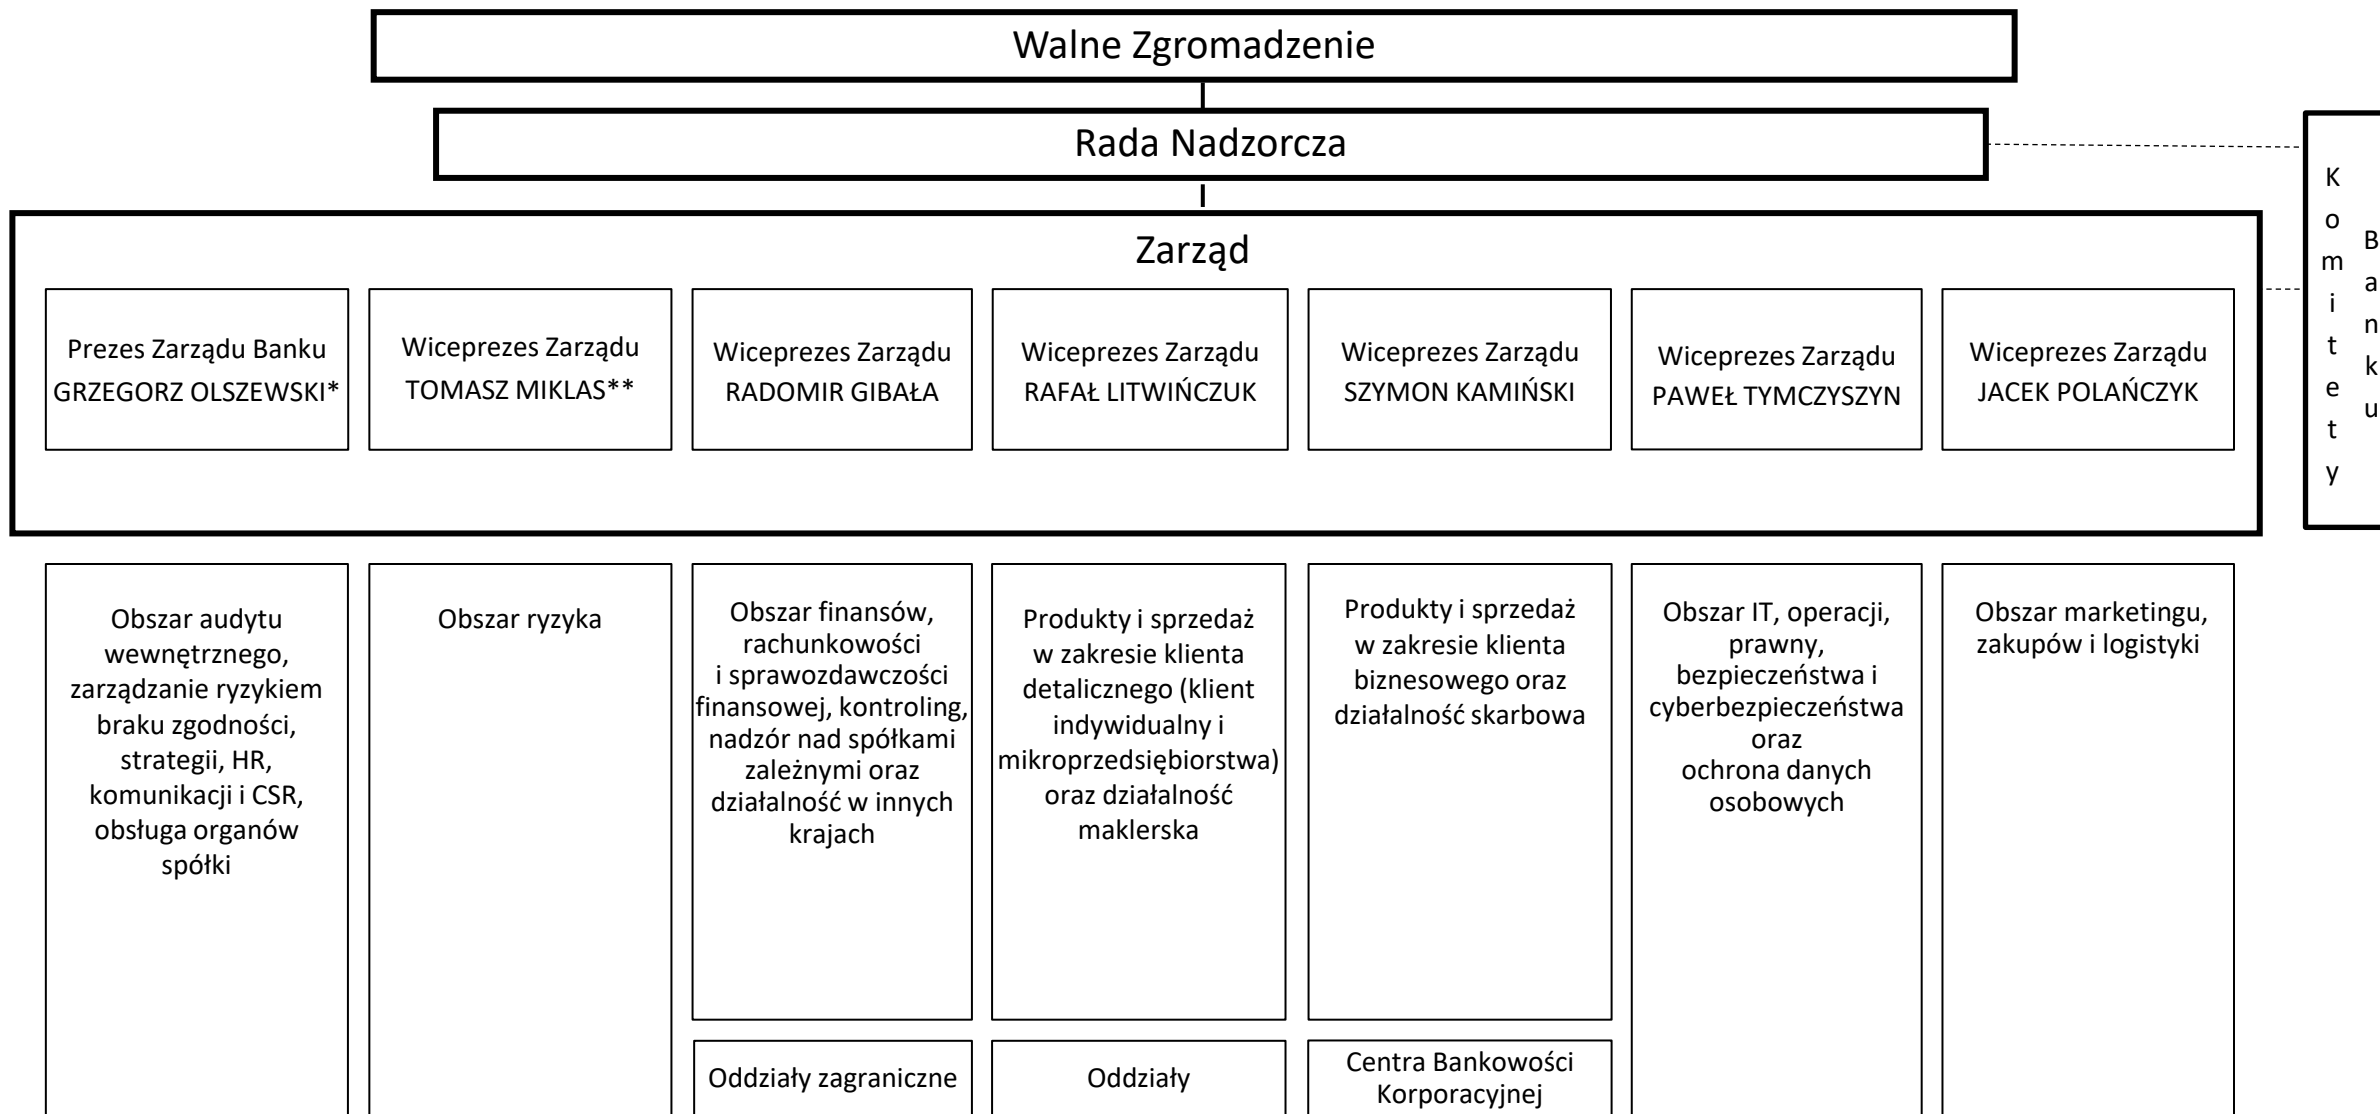 Walne Zgromadzenie
Rada Nadzorcza
Zarząd
Prezes Zarządu Banku
GRZEGORZ OLSZEWSKI*
Wiceprezes Zarządu
TOMASZ MIKLAS**
Wiceprezes Zarządu
RADOMIR GIBAŁA
Wiceprezes Zarządu
RAFAŁ LITWIŃCZUK
Wiceprezes Zarządu
SZYMON KAMIŃSKI
Wiceprezes Zarządu
PAWEŁ TYMCZYSZYN
Wiceprezes Zarządu
JACEK POLAŃCZYK
Komitety
Banku
Obszar audytu
wewnętrznego,
zarządzanie ryzykiem
braku zgodności,
strategii, HR,
komunikacji i CSR,
obsługa organów
spółki
Obszar ryzyka
Obszar finansów,
rachunkowości
i sprawozdawczości
finansowej, kontroling,
nadzór nad spółkami
zależnymi oraz
działalność w innych
krajach
Produkty i sprzedaż
w zakresie klienta
detalicznego (klient
indywidualny i
mikroprzedsiębiorstwa)
oraz działalność
maklerska
Produkty i sprzedaż
w zakresie klienta
biznesowego oraz
działalność skarbowa
Obszar IT, operacji,
prawny,
bezpieczeństwa i
cyberbezpieczeństwa
oraz
ochrona danych
osobowych
Obszar marketingu,
zakupów i logistyki
Oddziały zagraniczne
Oddziały
Centra Bankowości
Korporacyjnej